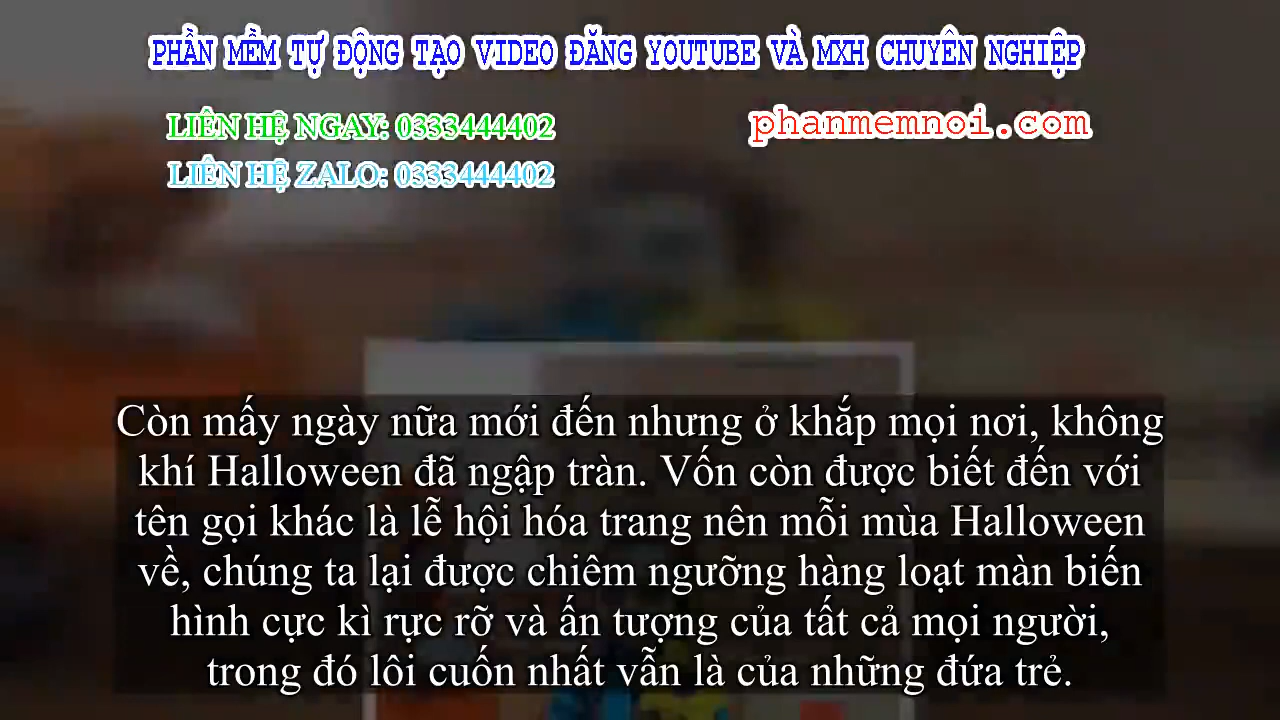 PHẦN MỀM TỰ ĐỘNG TẠO VIDEO ĐĂNG YOUTUBE VÀ MXH CHUYÊN NGHIỆP
LIÊN HỆ NGAY: 0333444402
phanmemnoi.com
LIÊN HỆ ZALO: 0333444402
Còn mấy ngày nữa mới đến nhưng ở khắp mọi nơi, không
khí Halloween đã ngập tràn. Vốn còn được biết đến với
tên gọi khác là lễ hội hóa trang nên mỗi mùa Halloween
về, chúng ta lại được chiêm ngưỡng hàng loạt màn biến
hình cực kì rực rỡ và ấn tượng của tất cả mọi người,
trong đó lôi cuốn nhất vẫn là của những đứa trẻ.